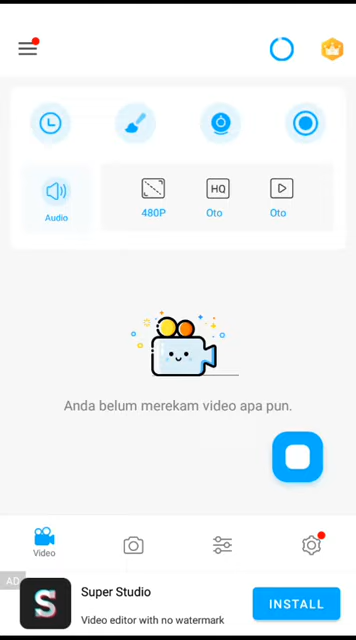 HQ
480P
Oto
Oto
Audio
Anda belum merekam video apa pun.
Video
AD
S
Super Studio
Video editor with no watermark
INSTALL